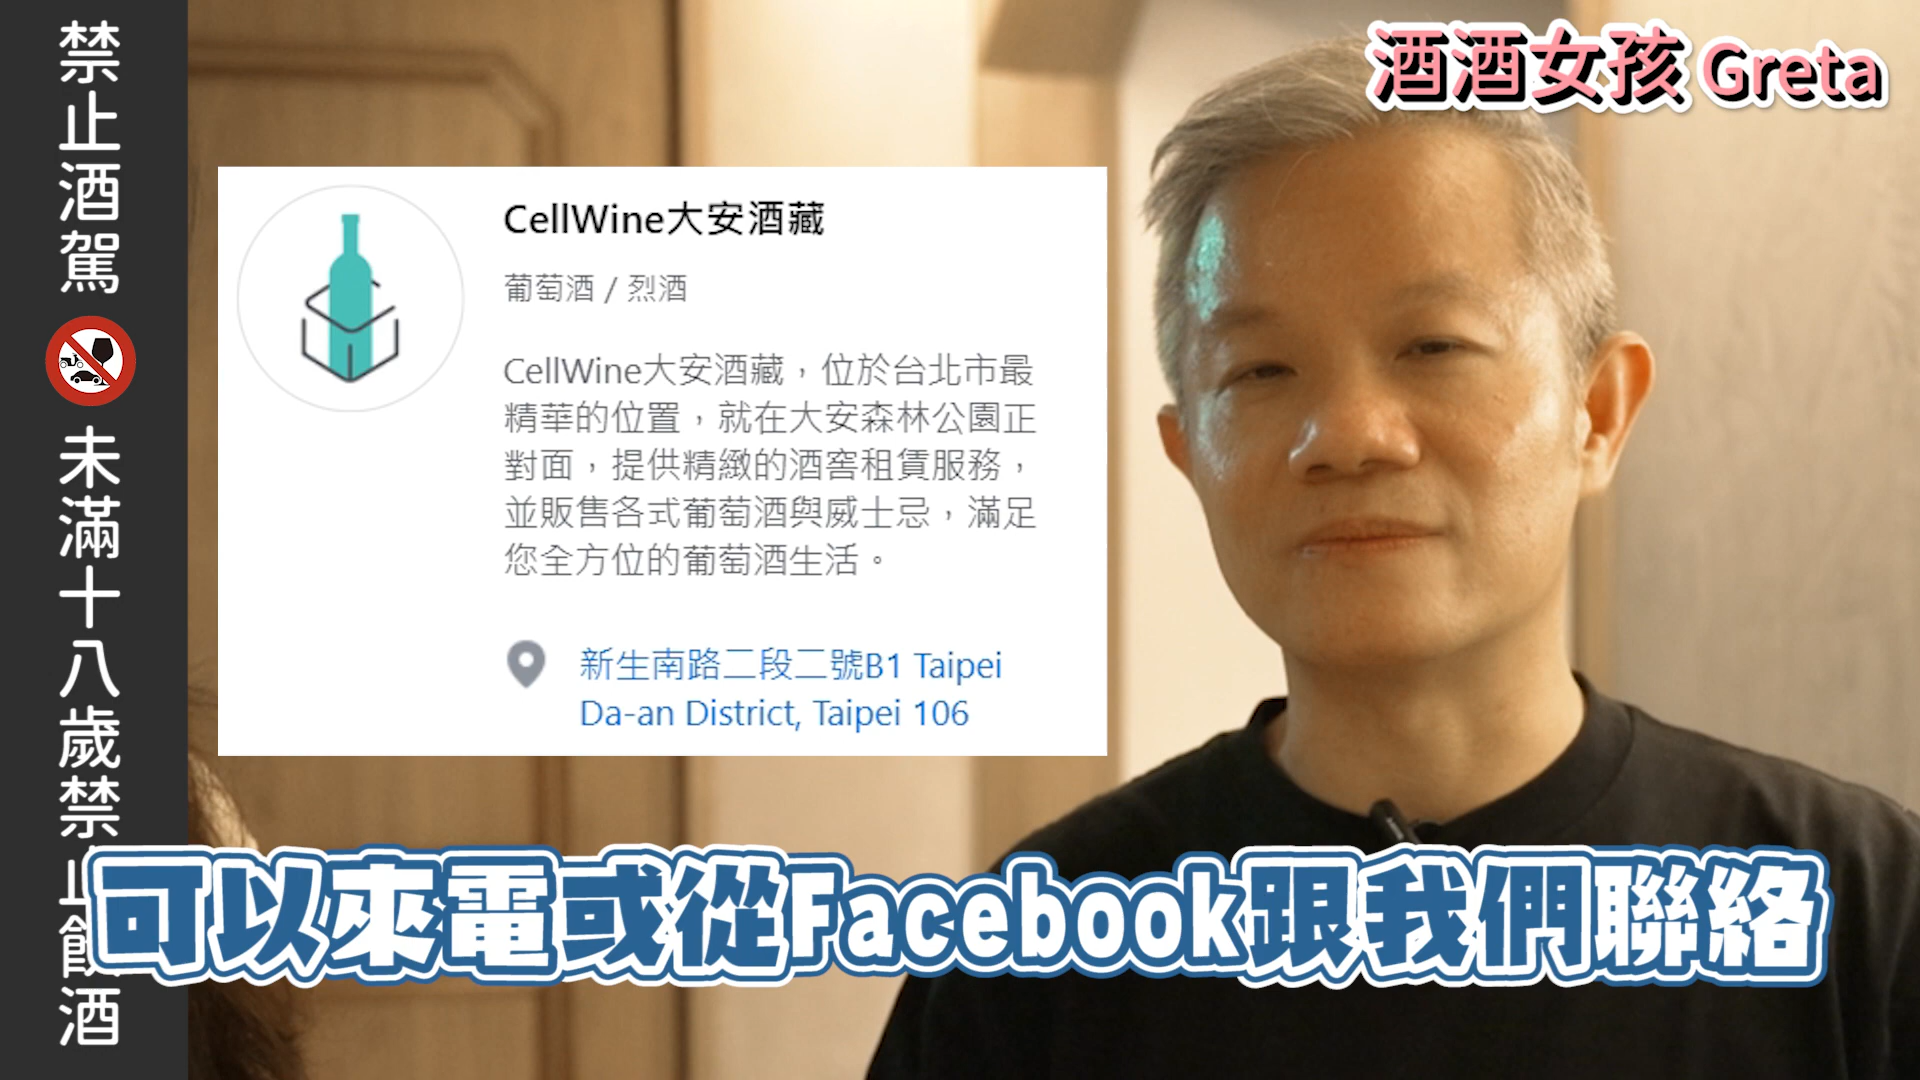 禁止酒駕
未滿十八歲禁止飲酒
酒酒女孩 Greta
CellWine大安酒藏
葡萄酒 / 烈酒
CellWine大安酒藏，位於台北市最
精華的位置，就在大安森林公園正
對面，提供精緻的酒窖租賃服務，
並販售各式葡萄酒與威士忌，滿足
您全方位的葡萄酒生活。
新生南路二段二號B1 Taipei
Da-an District, Taipei 106
可以來電或從Facebook跟我們聯絡